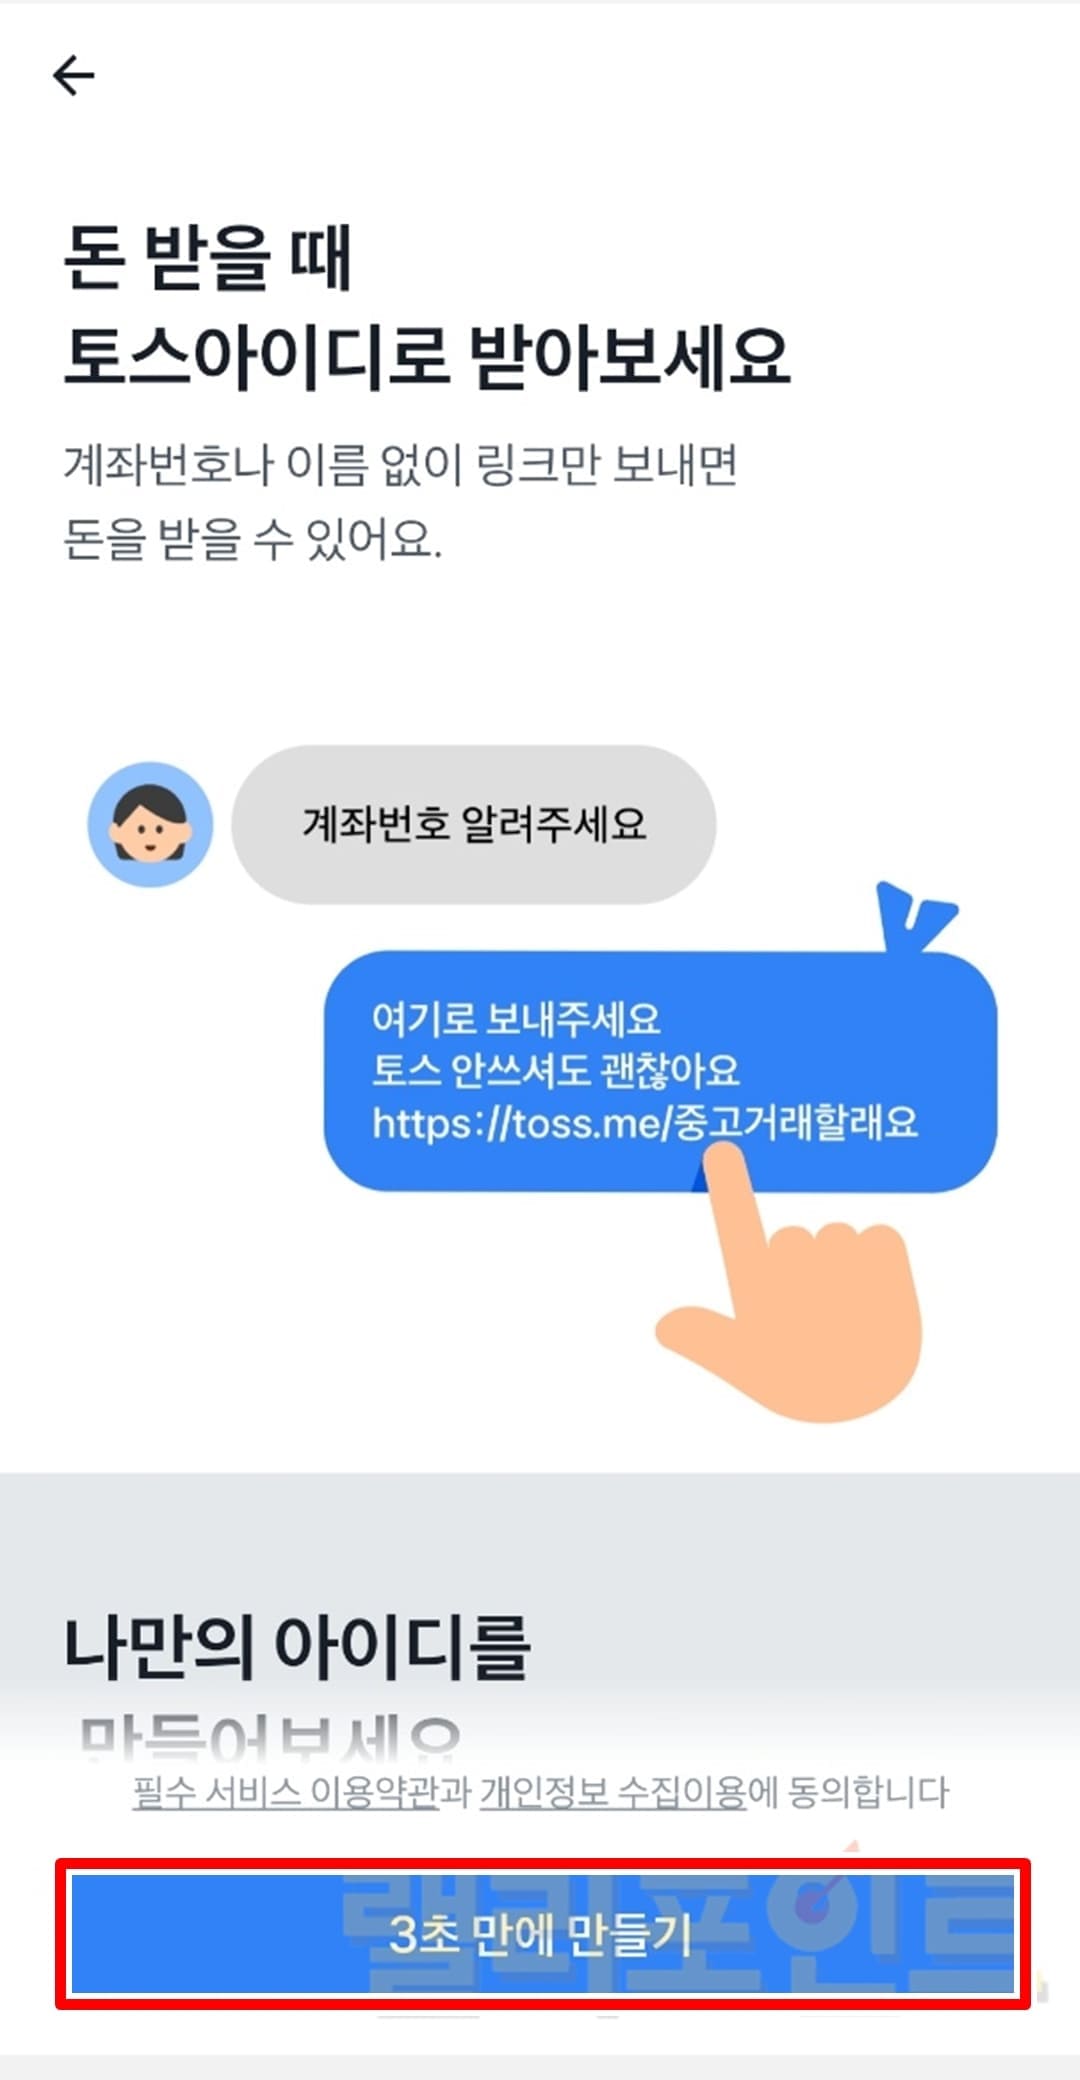 돈 받을 때
토스아이디로 받아보세요
계좌번호나 이름 없이 링크만 보내면
돈을 받을 수 있어요.
계좌번호 알려주세요
여기로 보내주세요
토스 안쓰셔도 괜찮아요
https://toss.me/중고거래할래요
나만의 아이디를
만들어보세요
필수 서비스 이용약관과 개인정보 수집이용에 동의합니다
3초 만에 만들기